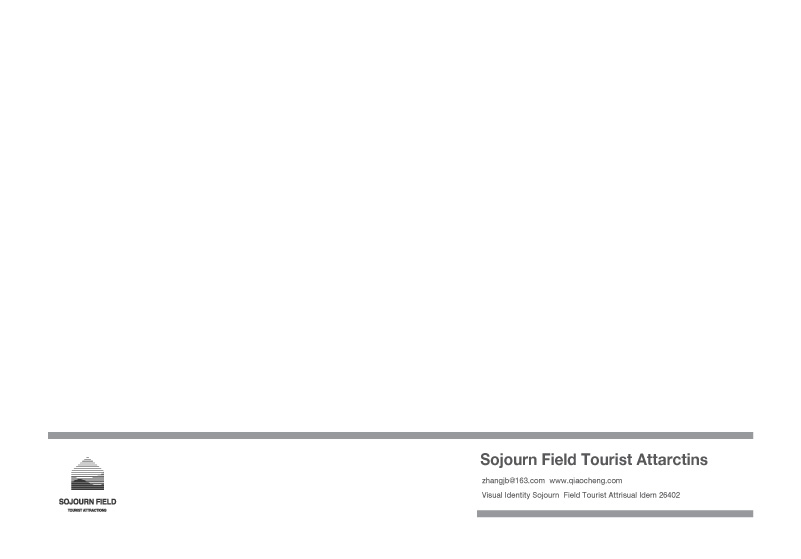 Sojourn Field Tourist Attarctins
zhangjb@163.com www.qiaocheng.com
Visual Identity Sojourn Field Tourist Attrisual Idern 26402
SOJOURN FIELD
TOURIST ATTRACTIONS